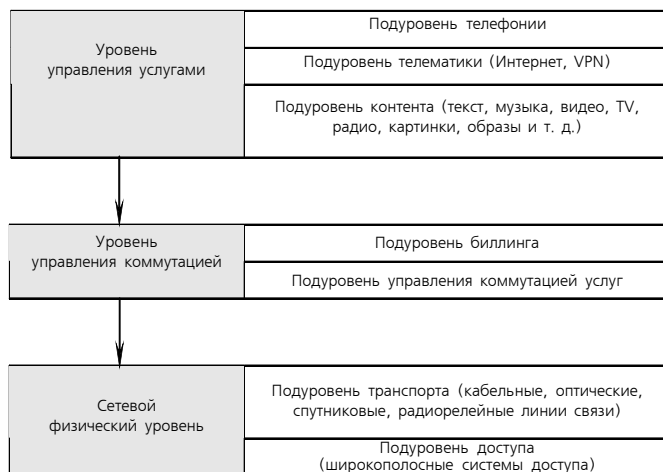 Уровень
управления услугами
Подуровень телефонии
Подуровень телематики (Интернет, VPN)
Подуровень контента (текст, музыка, видео, TV,
радио, картинки, образы и т. д.)
Уровень
управления коммутацией
Подуровень биллинга
Подуровень управления коммутацией услуг
Сетевой
физический уровень
Подуровень транспорта (кабельные, оптические,
спутниковые, радиорелейные линии связи)
Подуровень доступа
(широкополосные системы доступа)